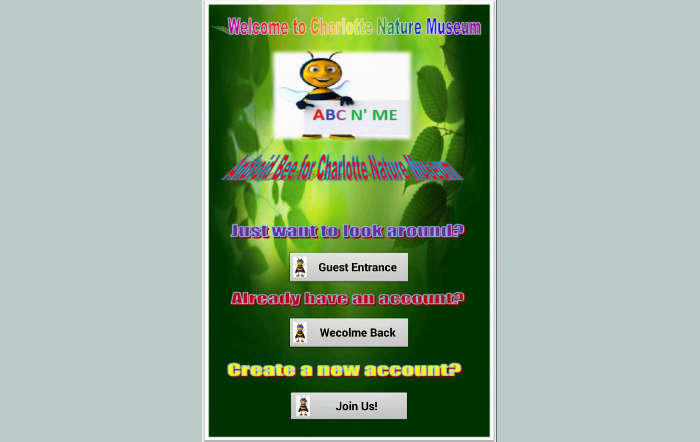 Welcome to Charlotte Nature Museum
ABC N' ME
Android Bee for Charlotte Nature Museum
Just want to look around?
Guest Entrance
Already have an account?
Wecolme Back
Create a new account?
Join Us!